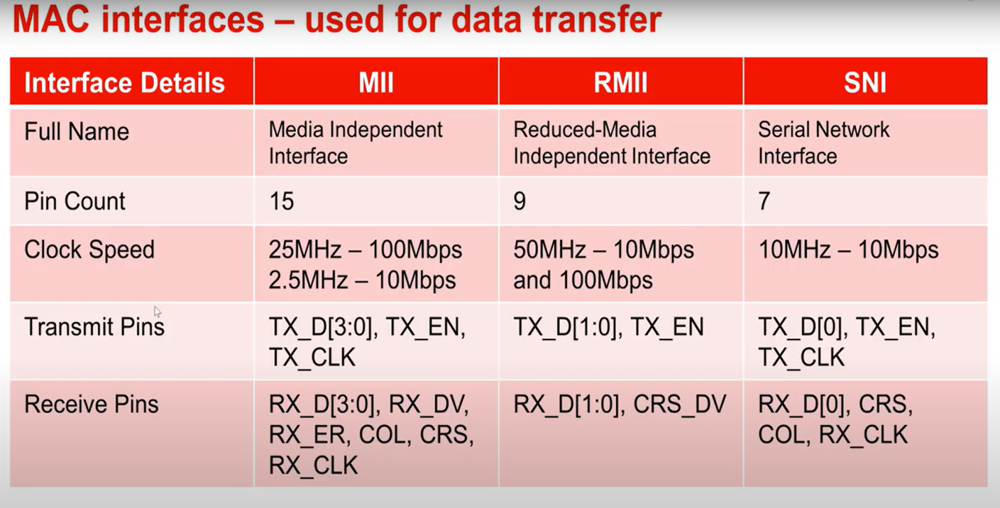 MAC interfaces – used for data transfer
Interface Details
MII
RMII
SNI
Full Name
Media Independent
Interface
Reduced-Media
Independent Interface
Serial Network
Interface
Pin Count
15
9
7
Clock Speed
25MHz – 100Mbps
2.5MHz – 10Mbps
50MHz – 10Mbps
and 100Mbps
10MHz – 10Mbps
Transmit Pins
TX_D[3:0], TX_EN,
TX_CLK
TX_D[1:0], TX_EN
TX_D[0], TX_EN,
TX_CLK
Receive Pins
RX_D[3:0], RX_DV,
RX_ER, COL, CRS,
RX_CLK
RX_D[1:0], CRS_DV
RX_D[0], CRS,
COL, RX_CLK